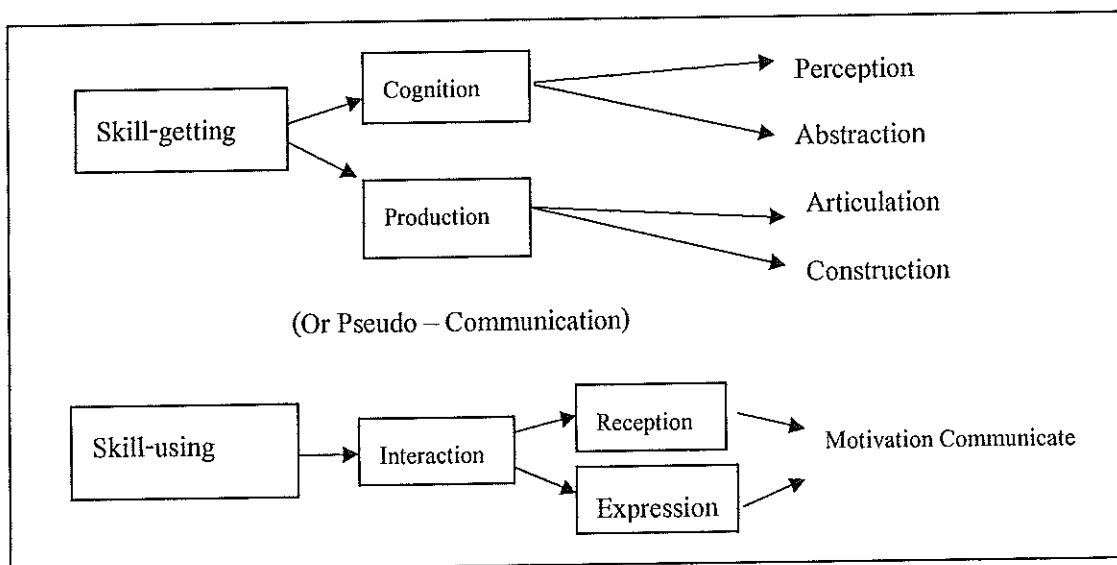 Skill-getting
Cognition
Perception
Abstraction
Production
Articulation
Construction
(Or Pseudo – Communication)
Skill-using
Interaction
Reception
Expression
Motivation Communicate